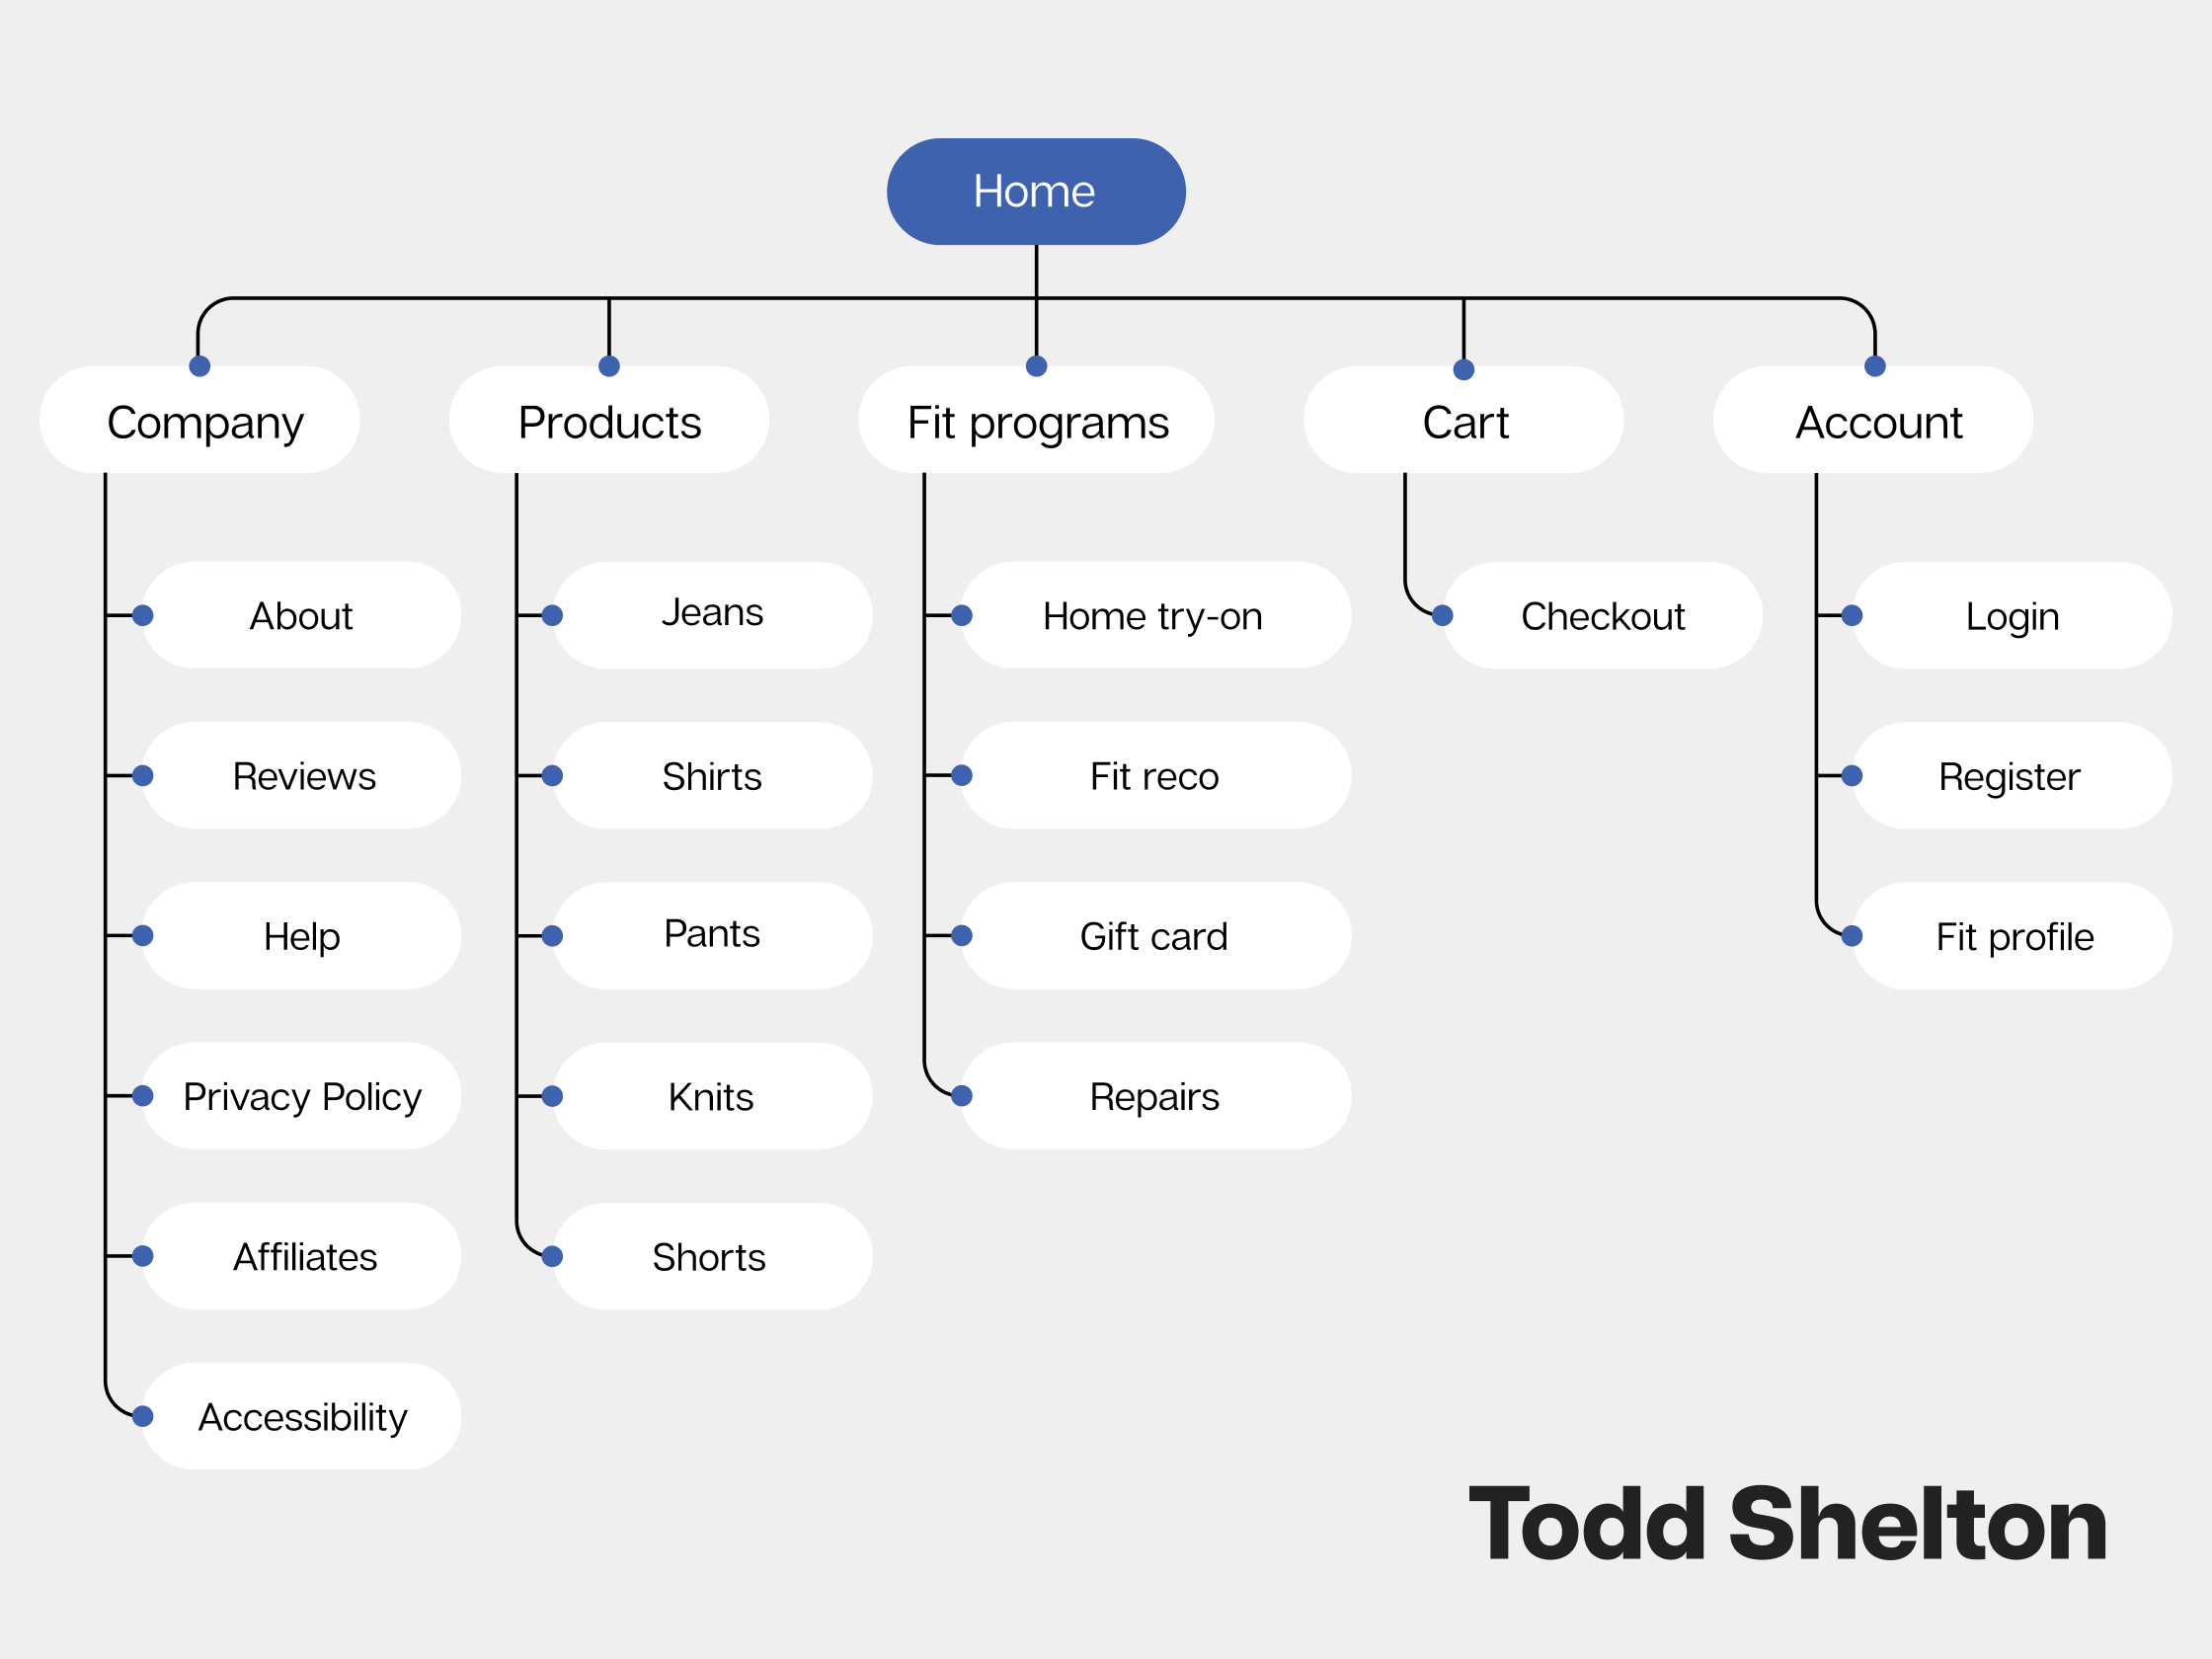 Home
Company
Products
Fit programs
Cart
Account
About
Reviews
Help
Privacy Policy
Affiliates
Accessibility
Jeans
Shirts
Pants
Knits
Shorts
Home try-on
Fit reco
Gift card
Repairs
Checkout
Login
Register
Fit profile
Todd Shelton